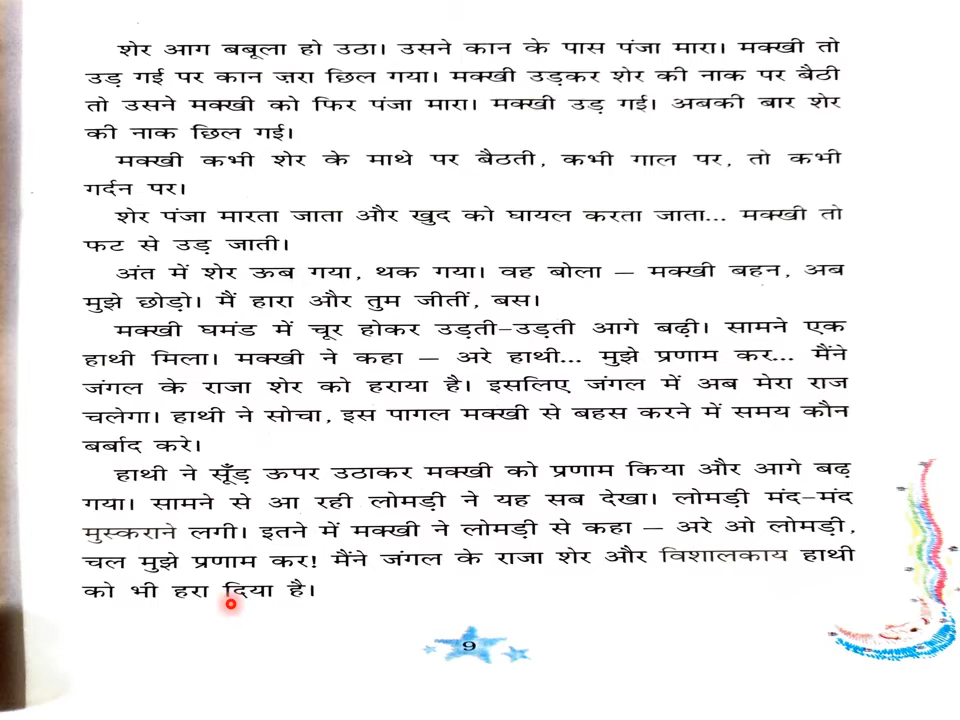 शेर आग बबूला हो उठा। उसने कान के पास पंजा मारा। मक्खी तो
उड़ गई पर कान ज़रा छिल गया। मक्खी उड़कर शेर की नाक पर बैठी
तो उसने मक्खी को फिर पंजा मारा। मक्खी उड़ गई। अबकी बार शेर
की नाक छिल गई।
मक्खी कभी शेर के माथे पर बैठती, कभी गाल पर, तो कभी
गर्दन पर।
शेर पंजा मारता जाता और खुद को घायल करता जाता... मक्खी तो
फट से उड़ जाती।
अंत में शेर ऊब गया, थक गया। वह बोला – मक्खी बहन, अब
मुझे छोड़ो। मैं हारा और तुम जीतीं, बस।
मक्खी घमंड में चूर होकर उड़ती-उड़ती आगे बढ़ी। सामने एक
हाथी मिला। मक्खी ने कहा – अरे हाथी... मुझे प्रणाम कर... मैंने
जंगल के राजा शेर को हराया है। इसलिए जंगल में अब मेरा राज
चलेगा। हाथी ने सोचा, इस पागल मक्खी से बहस करने में समय कौन
बर्बाद करे।
हाथी ने सूँड़ ऊपर उठाकर मक्खी को प्रणाम किया और आगे बढ़
गया। सामने से आ रही लोमड़ी ने यह सब देखा। लोमड़ी मंद-मंद
मुस्कराने लगी। इतने में मक्खी ने लोमड़ी से कहा – अरे ओ लोमड़ी,
चल मुझे प्रणाम कर! मैंने जंगल के राजा शेर और विशालकाय हाथी
को भी हरा दिया है।
9